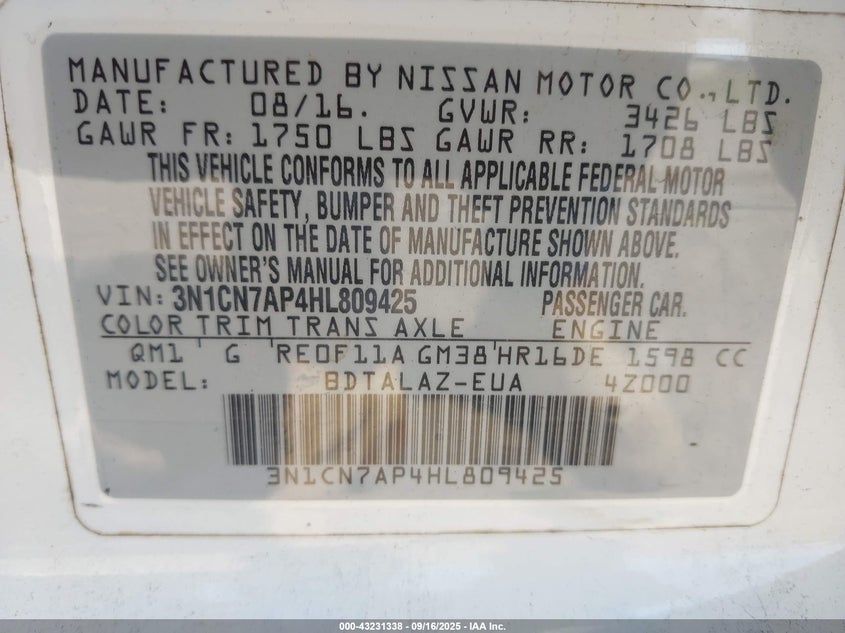 MANUFACTURED BY NISSAN MOTOR CO., LTD.
DATE: 08/16. GVWR: 3426 LBS
GAWR FR: 1750 LBS GAWR RR: 1708 LBS
THIS VEHICLE CONFORMS TO ALL APPLICABLE FEDERAL MOTOR
VEHICLE SAFETY, BUMPER AND THEFT PREVENTION STANDARDS
IN EFFECT ON THE DATE OF MANUFACTURE SHOWN ABOVE.
SEE OWNER'S MANUAL FOR ADDITIONAL INFORMATION.
VIN: 3N1CN7AP4HL809425 PASSENGER CAR.
COLOR TRIM TRANS AXLE ENGINE
QM1 G RE0F11A GM38 HR16DE 1598 CC
MODEL: BDTALAZ-EUA 4Z000
3N1CN7AP4HL809425
000-43231338 - 09/16/2025 - IAA Inc.